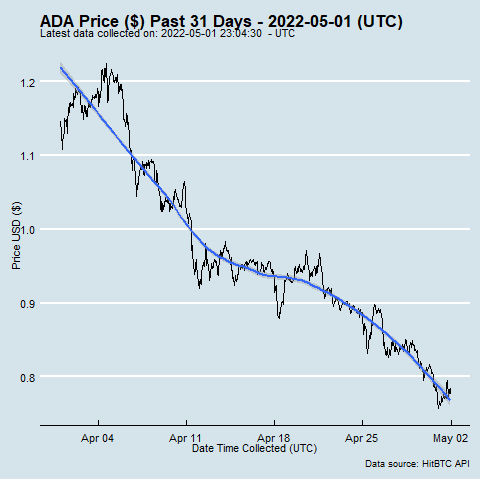 ADA Price ($) Past 31 Days - 2022-05-01 (UTC)
Latest data collected on: 2022-05-01 23:04:30 - UTC
Price USD ($)
1.2
1.1
1.0
0.9
0.8
Apr 04 Apr 11 Apr 18 Apr 25 May 02
Date Time Collected (UTC)
Data source: HitBTC API